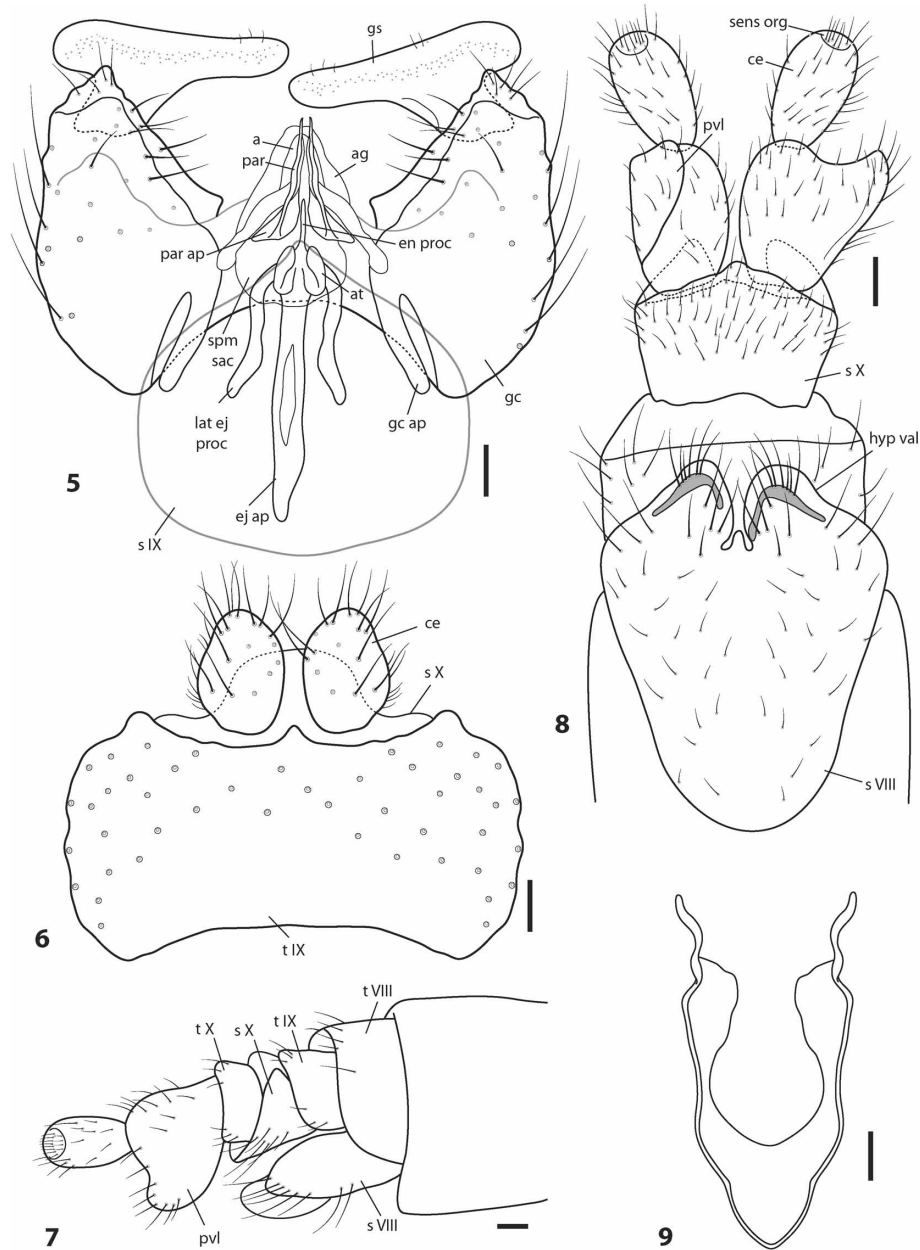 gs
a
par
ag
par ap
en proc
at
spm
sac
lat ej
proc
gc ap
gc
ej ap
s IX
5
ce
s X
t IX
6
t VIII
t IX
s X
t X
pvl
s VIII
7
sens org
ce
pvl
s X
hyp val
s VIII
8
9